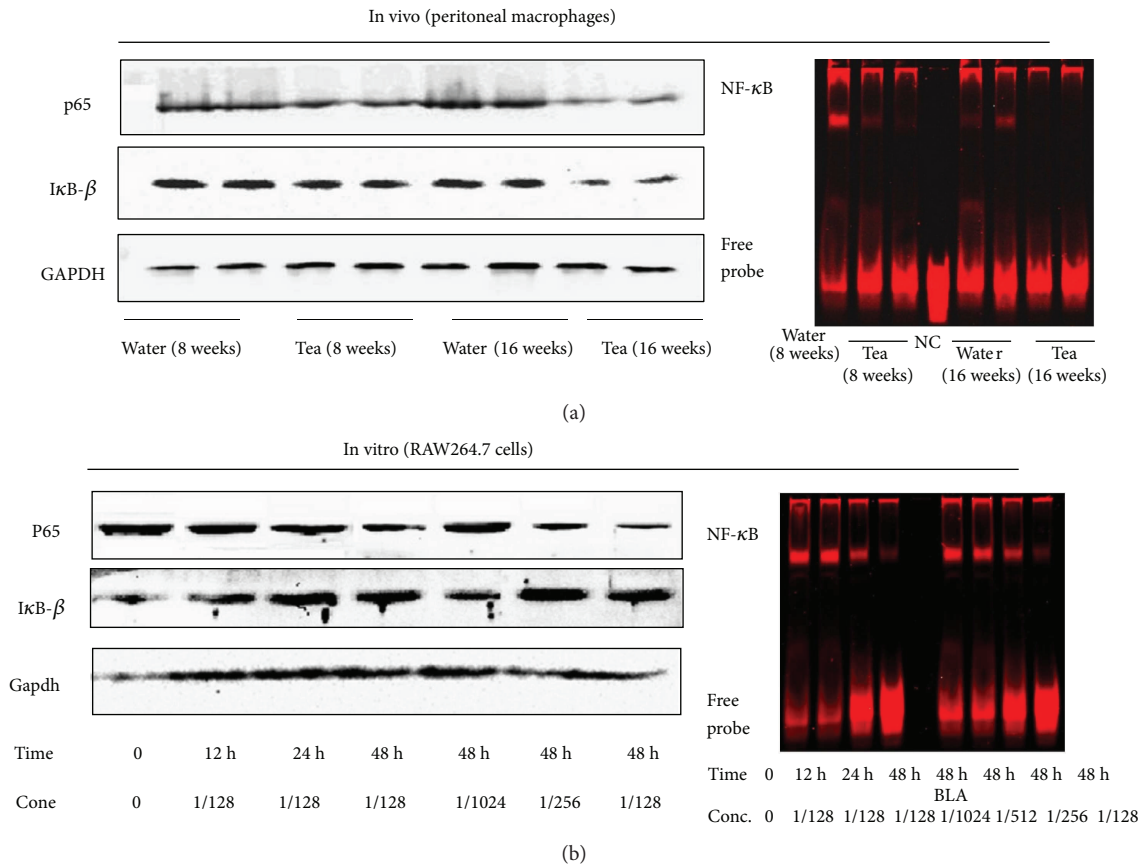 In vivo (peritoneal macrophages)
p65
IκB-β
GAPDH
Water (8 weeks) Tea (8 weeks) Water (16 weeks) Tea (16 weeks)
NF-κB
Free
probe
Water
(8 weeks)
Tea
(8 weeks)
NC
Water
(16 weeks)
Tea
(16 weeks)
(a)
In vitro (RAW264.7 cells)
P65
IκB-β
Gapdh
Time 0 12 h 24 h 48 h 48 h 48 h 48 h
Cone 0 1/128 1/128 1/128 1/1024 1/256 1/128
NF-κB
Free
probe
Time 0 12 h 24 h 48 h 48 h 48 h 48 h 48 h
BLA
Conc. 0 1/128 1/128 1/128 1/1024 1/512 1/256 1/128
(b)